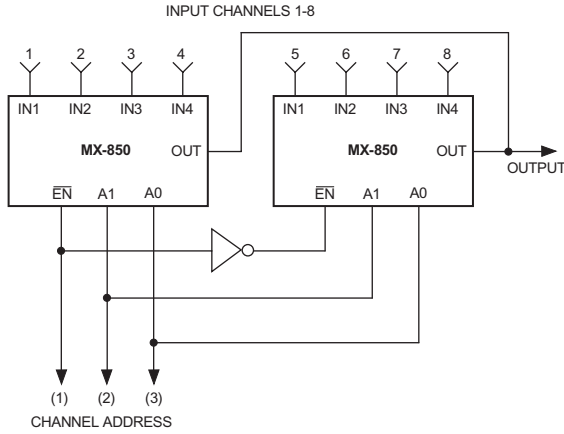 INPUT CHANNELS 1-8
1 2 3 4 5 6 7 8
IN1 IN2 IN3 IN4 IN1 IN2 IN3 IN4
MX-850 OUT MX-850 OUT
OUTPUT
EN A1 A0 EN A1 A0
(1) (2) (3)
CHANNEL ADDRESS